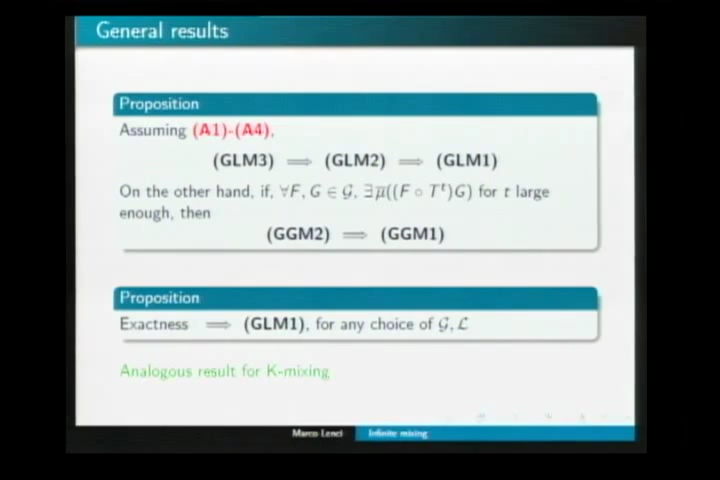 General results
Proposition
Assuming (A1)-(A4),
(GLM3) ⟹ (GLM2) ⟹ (GLM1)
On the other hand, if, ∀F, G ∈ 𝒢, ∃ μ̅((F ∘ Tᵗ)G) for t large
enough, then
(GGM2) ⟹ (GGM1)
Proposition
Exactness ⟹ (GLM1), for any choice of 𝒢, ℒ
Analogous result for K-mixing
Marco Lenci Infinite mixing